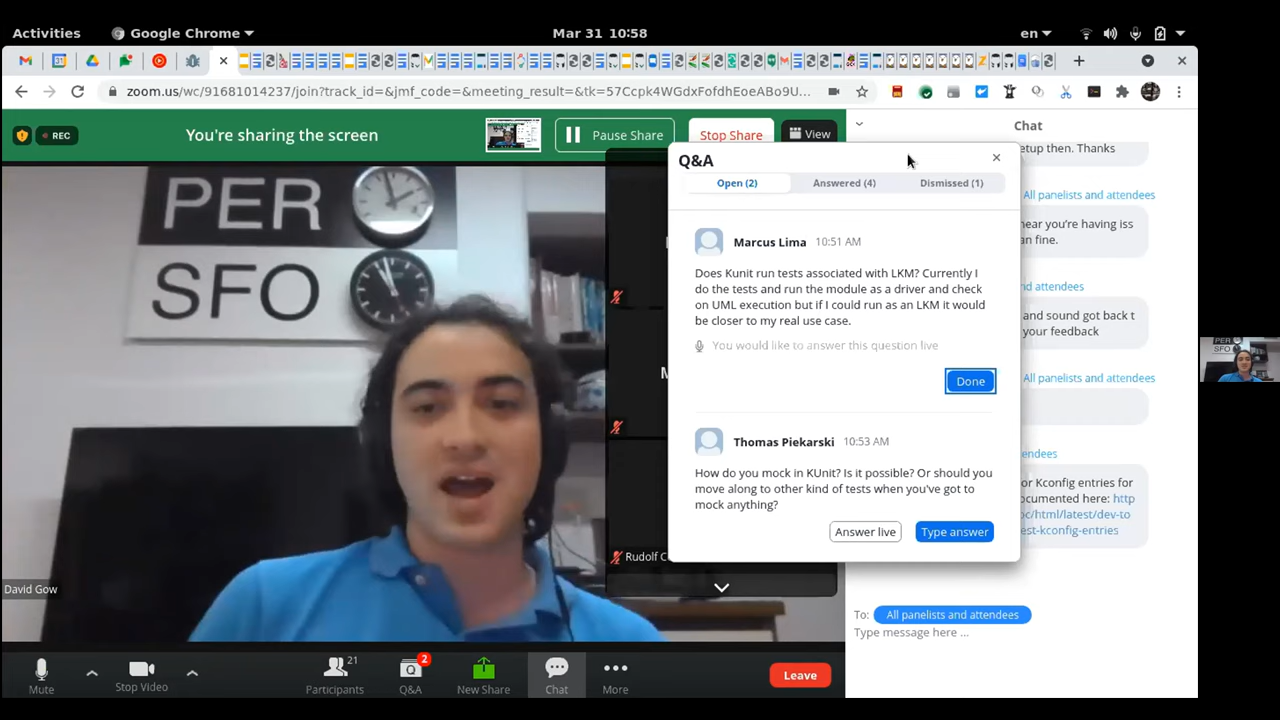 Activities
Google Chrome
Mar 31 10:58
en
zoom.us/wc/91681014237/join?track_id=&jmf_code=&meeting_result=&tk=57Ccpk4WGdxFofdhEoeABo9U...
REC
You're sharing the screen
Pause Share
Stop Share
View
Chat
etup then. Thanks
All panelists and attendees
near you're having iss
an fine.
nd attendees
and sound got back t
your feedback
All panelists and attendees
endees
or Kconfig entries for
ocumented here: http
oc/html/latest/dev-to
est-kconfig-entries
To: All panelists and attendees
Type message here ...
Q&A
Open (2)
Answered (4)
Dismissed (1)
Marcus Lima 10:51 AM
Does Kunit run tests associated with LKM? Currently I
do the tests and run the module as a driver and check
on UML execution but if I could run as an LKM it would
be closer to my real use case.
You would like to answer this question live
Done
Thomas Piekarski 10:53 AM
How do you mock in KUnit? Is it possible? Or should you
move along to other kind of tests when you've got to
mock anything?
Answer live
Type answer
PER
SFO
Rudolf C
David Gow
Mute
Stop Video
21
Participants
2
Q&A
New Share
Chat
More
Leave
PER
SFO